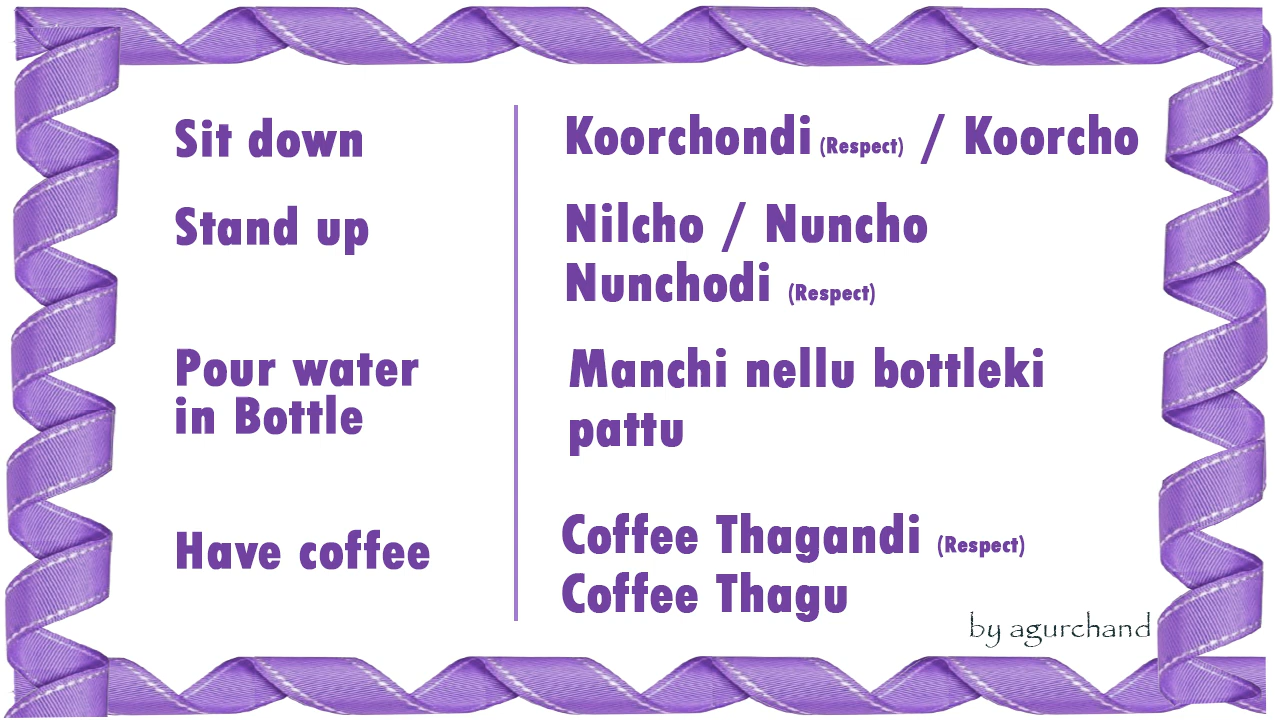 Sit down
Koorchondi (Respect) / Koorcho
Stand up
Nilcho / Nuncho
Nunchodi (Respect)
Pour water
in Bottle
Manchi nellu bottleki
pattu
Have coffee
Coffee Thagandi (Respect)
Coffee Thagu
by agurchand